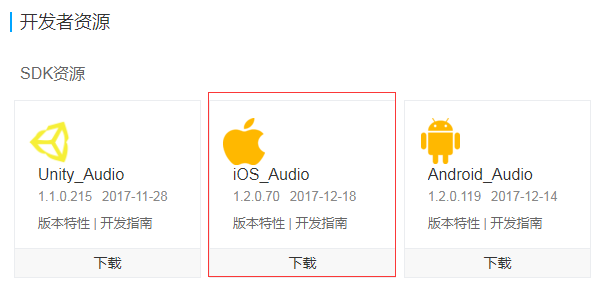 开发者资源
SDK资源
Unity_Audio
1.1.0.215 2017-11-28
版本特性 | 开发指南
下载
iOS_Audio
1.2.0.70 2017-12-18
版本特性 | 开发指南
下载
Android_Audio
1.2.0.119 2017-12-14
版本特性 | 开发指南
下载